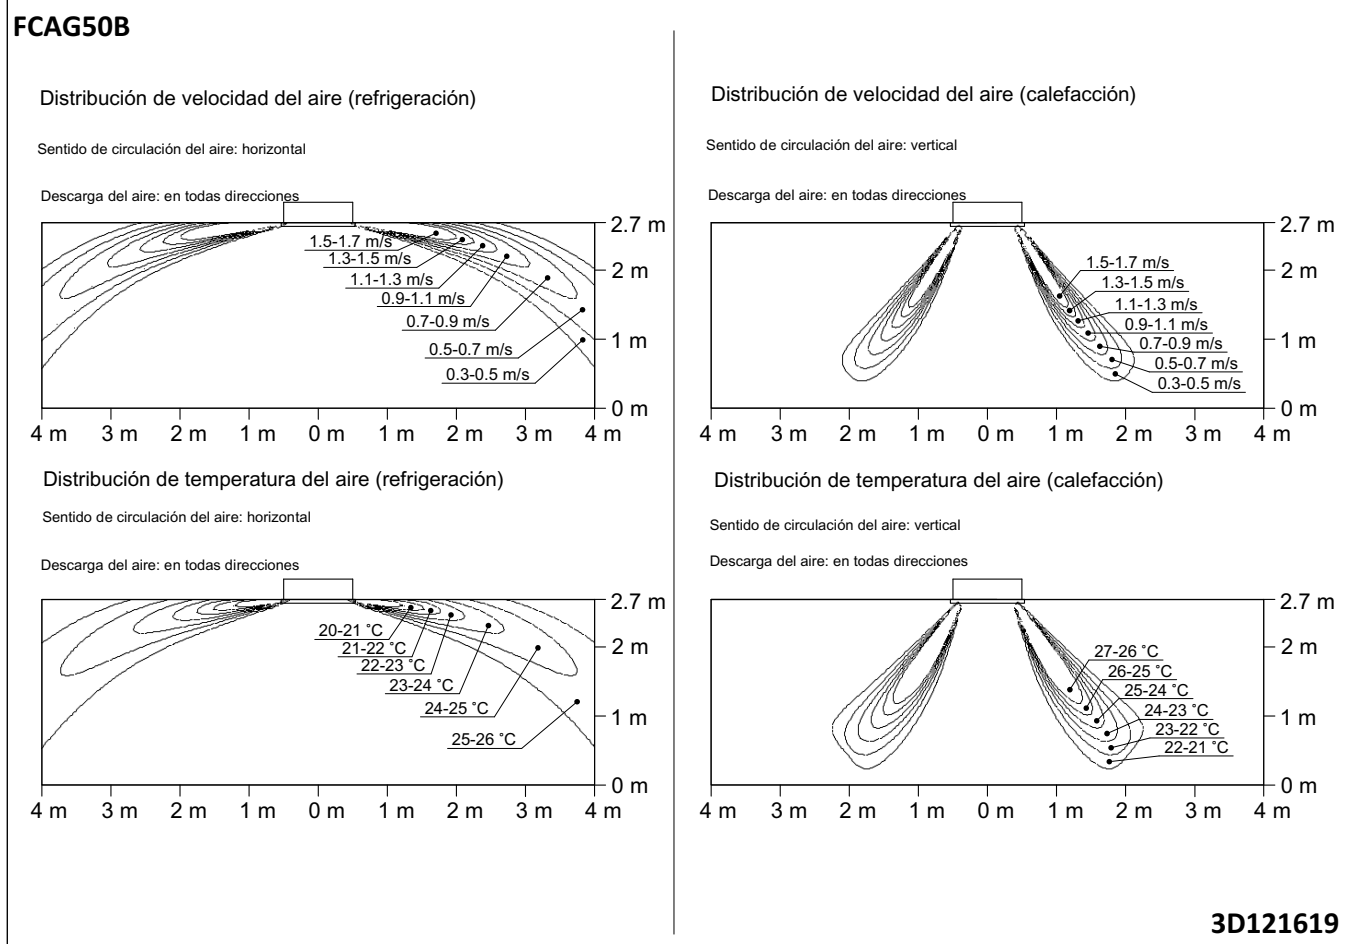 FCAG50B
Distribución de velocidad del aire (refrigeración)
Sentido de circulación del aire: horizontal
Descarga del aire: en todas direcciones
2.7 m
1.5-1.7 m/s
1.3-1.5 m/s
2 m
1.1-1.3 m/s
0.9-1.1 m/s
0.7-0.9 m/s
1 m
0.5-0.7 m/s
0.3-0.5 m/s
0 m
4 m 3 m 2 m 1 m 0 m 1 m 2 m 3 m 4 m
Distribución de temperatura del aire (refrigeración)
Sentido de circulación del aire: horizontal
Descarga del aire: en todas direcciones
2.7 m
20-21 ˚C
21-22 ˚C
2 m
22-23 ˚C
23-24 ˚C
24-25 ˚C
1 m
25-26 ˚C
0 m
4 m 3 m 2 m 1 m 0 m 1 m 2 m 3 m 4 m
Distribución de velocidad del aire (calefacción)
Sentido de circulación del aire: vertical
Descarga del aire: en todas direcciones
2.7 m
1.5-1.7 m/s
2 m
1.3-1.5 m/s
1.1-1.3 m/s
0.9-1.1 m/s
1 m
0.7-0.9 m/s
0.5-0.7 m/s
0.3-0.5 m/s
0 m
4 m 3 m 2 m 1 m 0 m 1 m 2 m 3 m 4 m
Distribución de temperatura del aire (calefacción)
Sentido de circulación del aire: vertical
Descarga del aire: en todas direcciones
2.7 m
27-26 ˚C
2 m
26-25 ˚C
25-24 ˚C
24-23 ˚C
1 m
23-22 ˚C
22-21 ˚C
0 m
4 m 3 m 2 m 1 m 0 m 1 m 2 m 3 m 4 m
3D121619